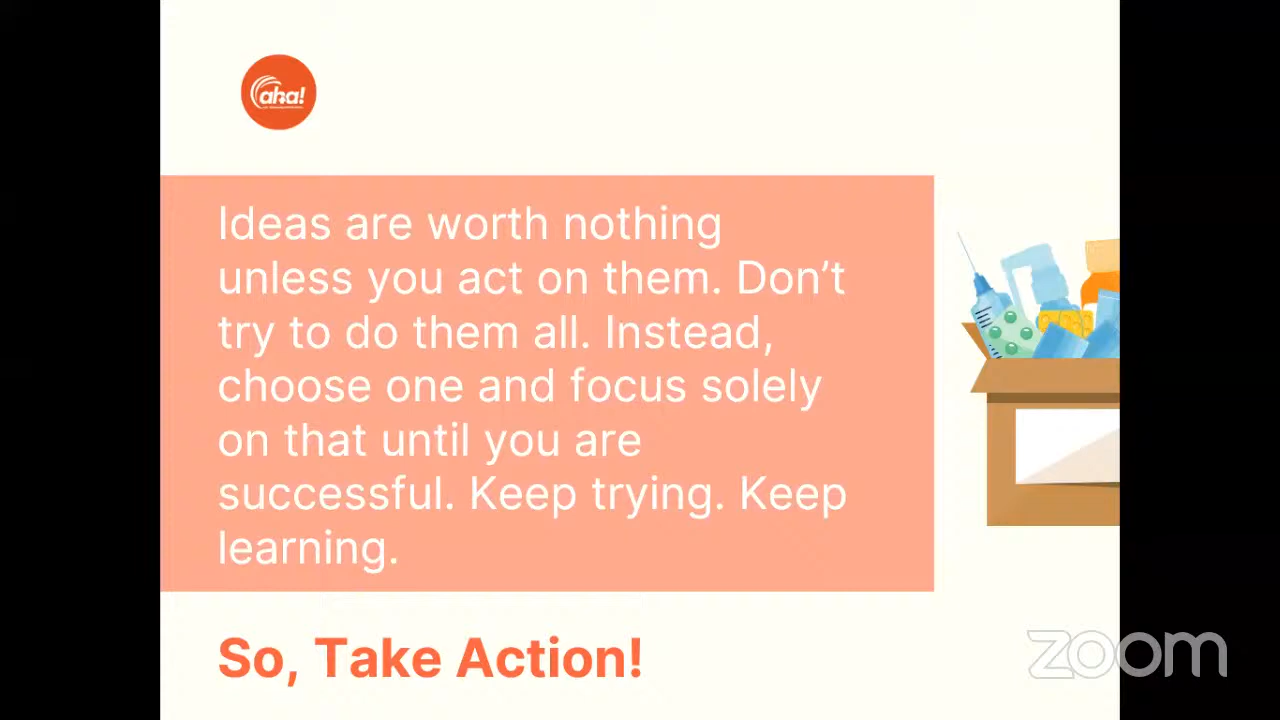 aha!
Ideas are worth nothing
unless you act on them. Don’t
try to do them all. Instead,
choose one and focus solely
on that until you are
successful. Keep trying. Keep
learning.
So, Take Action!
zoom